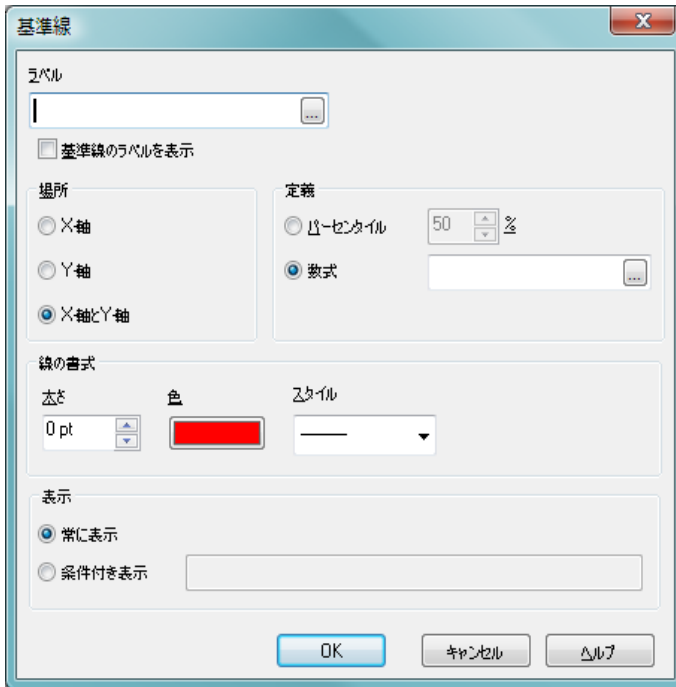 基準線
ラベル
...
基準線のラベルを表示
場所
X-軸
Y-軸
X-軸とY-軸
定義
パーセンタイル 50 %
数式 ...
線の書式
太さ 色 スタイル
0 pt
表示
常に表示
条件付き表示
OK キャンセル ヘルプ